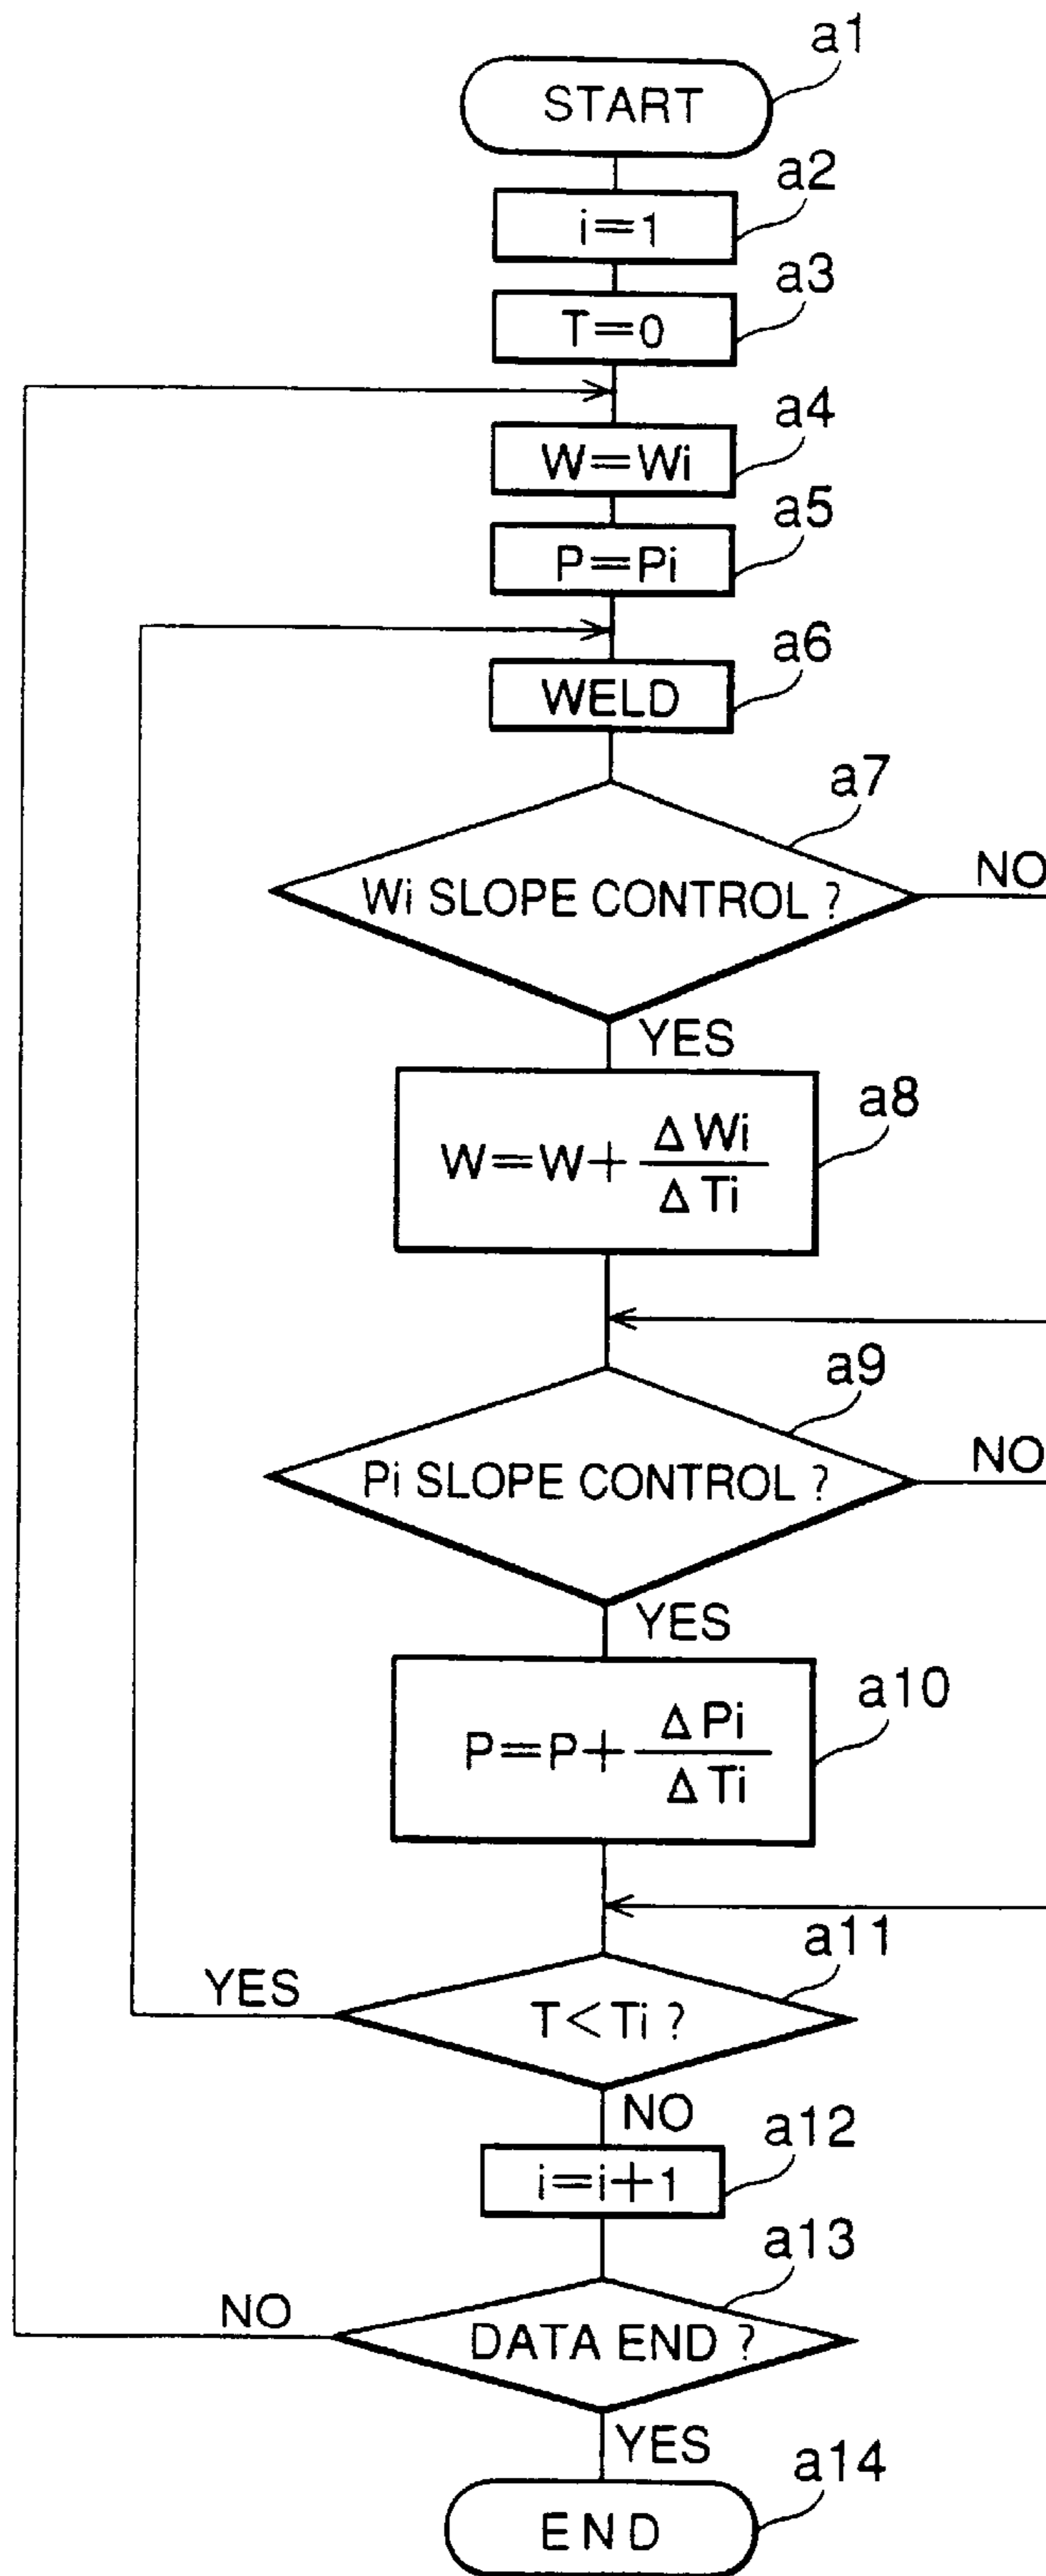 a1
START
a2
i=1
a3
T=0
a4
W=Wi
a5
P=Pi
a6
WELD
a7
Wi SLOPE CONTROL ?
NO
YES
a8
W=W+ΔWi/ΔTi
a9
Pi SLOPE CONTROL ?
NO
YES
a10
P=P+ΔPi/ΔTi
a11
YES
T<Ti ?
NO
a12
i=i+1
a13
NO
DATA END ?
YES
a14
END